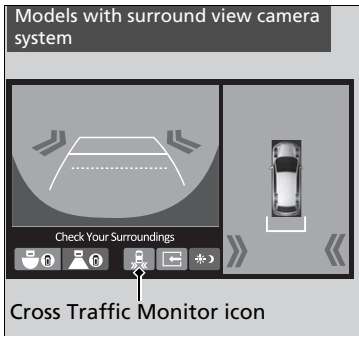 Models with surround view camera
system
Check Your Surroundings
Cross Traffic Monitor icon